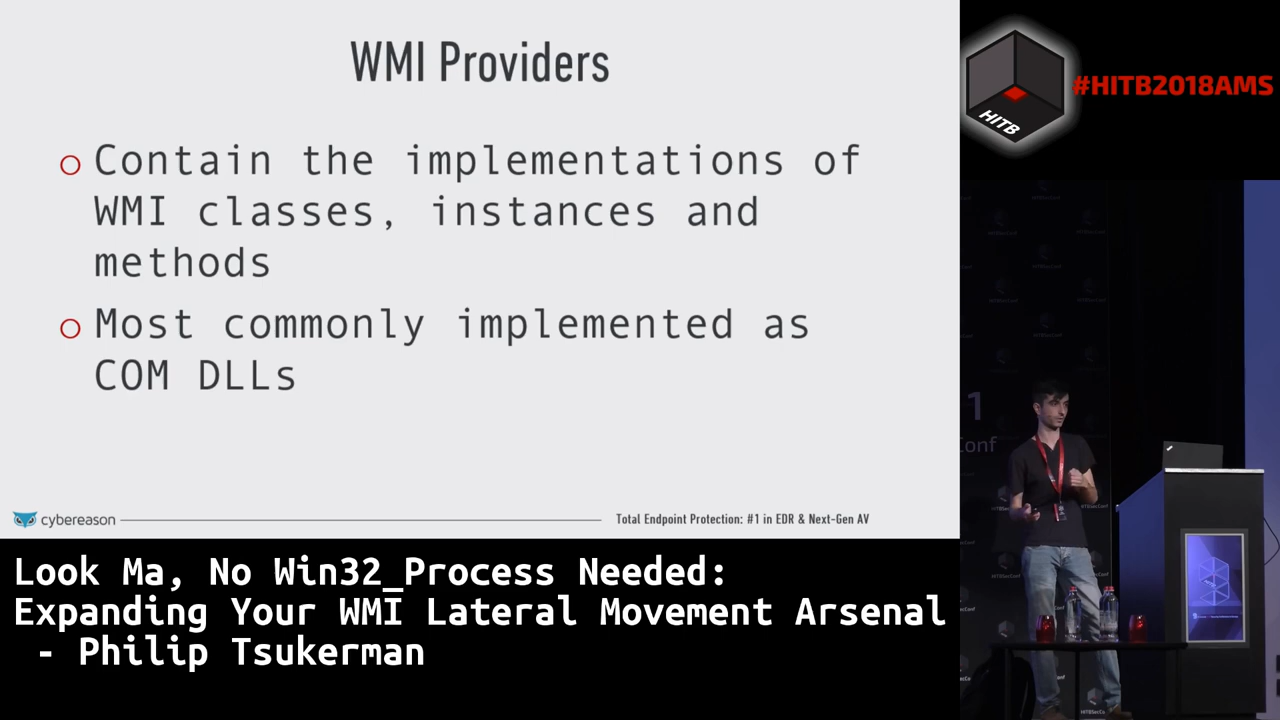 WMI Providers
Contain the implementations of
WMI classes, instances and
methods
Most commonly implemented as
COM DLLs
cybereason
Total Endpoint Protection: #1 in EDR & Next-Gen AV
Look Ma, No Win32_Process Needed:
Expanding Your WMI Lateral Movement Arsenal
- Philip Tsukerman
HITB
#HITB2018AMS
1
Conf